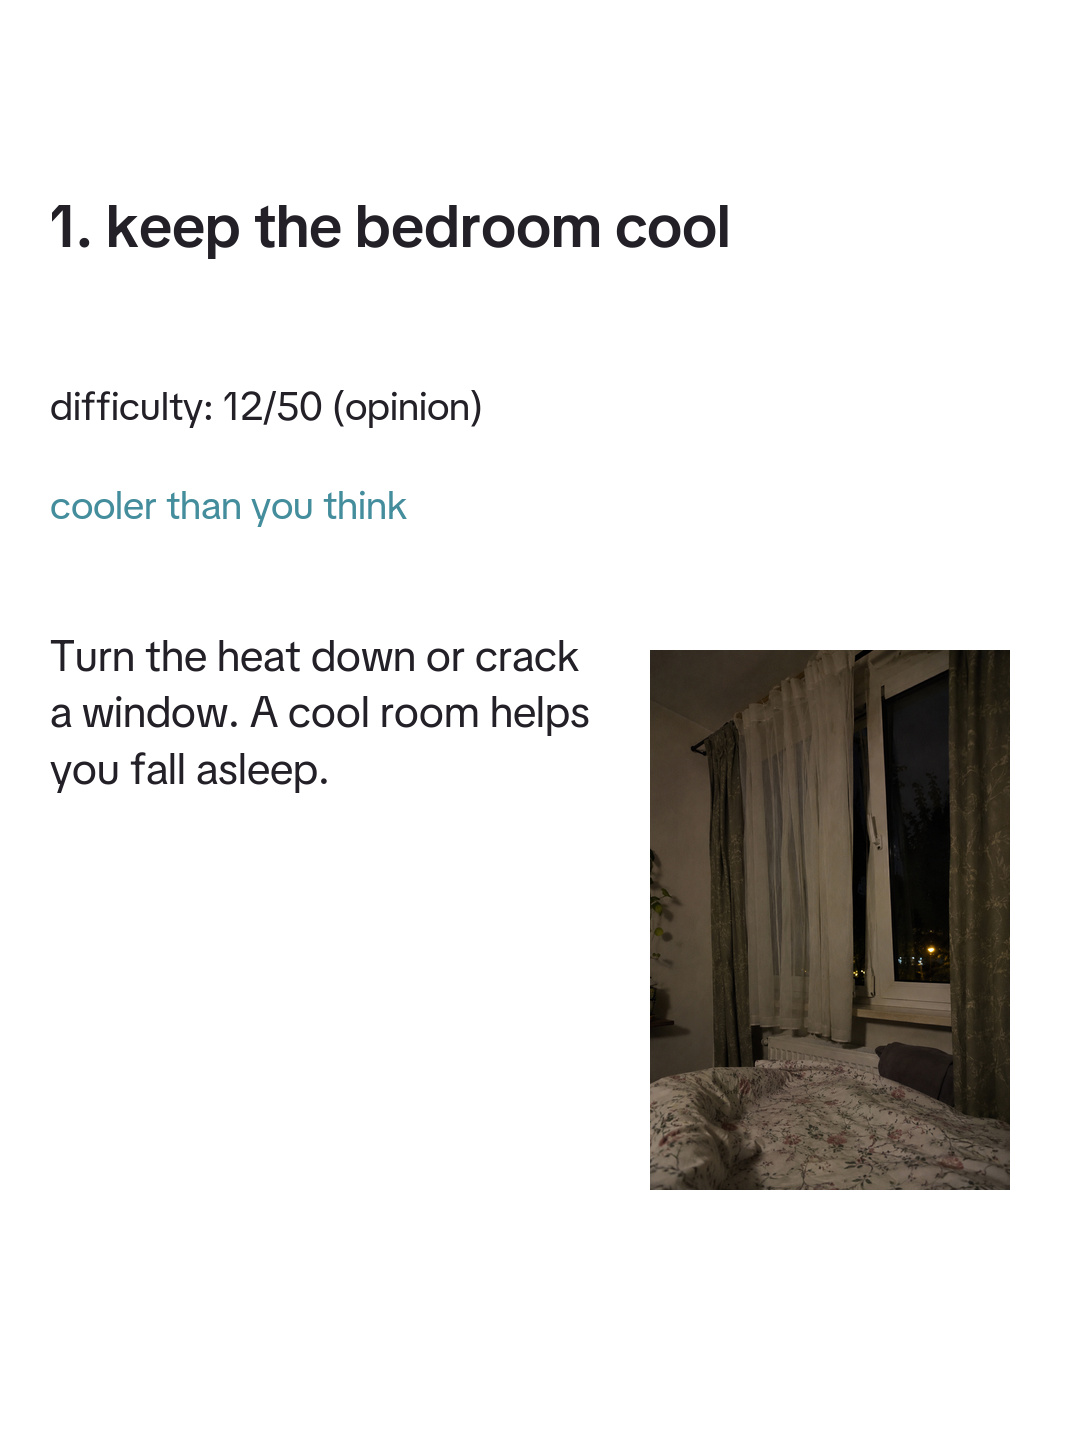 1. keep the bedroom cool
difficulty: 12/50 (opinion)
cooler than you think
Turn the heat down or crack
a window. A cool room helps
you fall asleep.